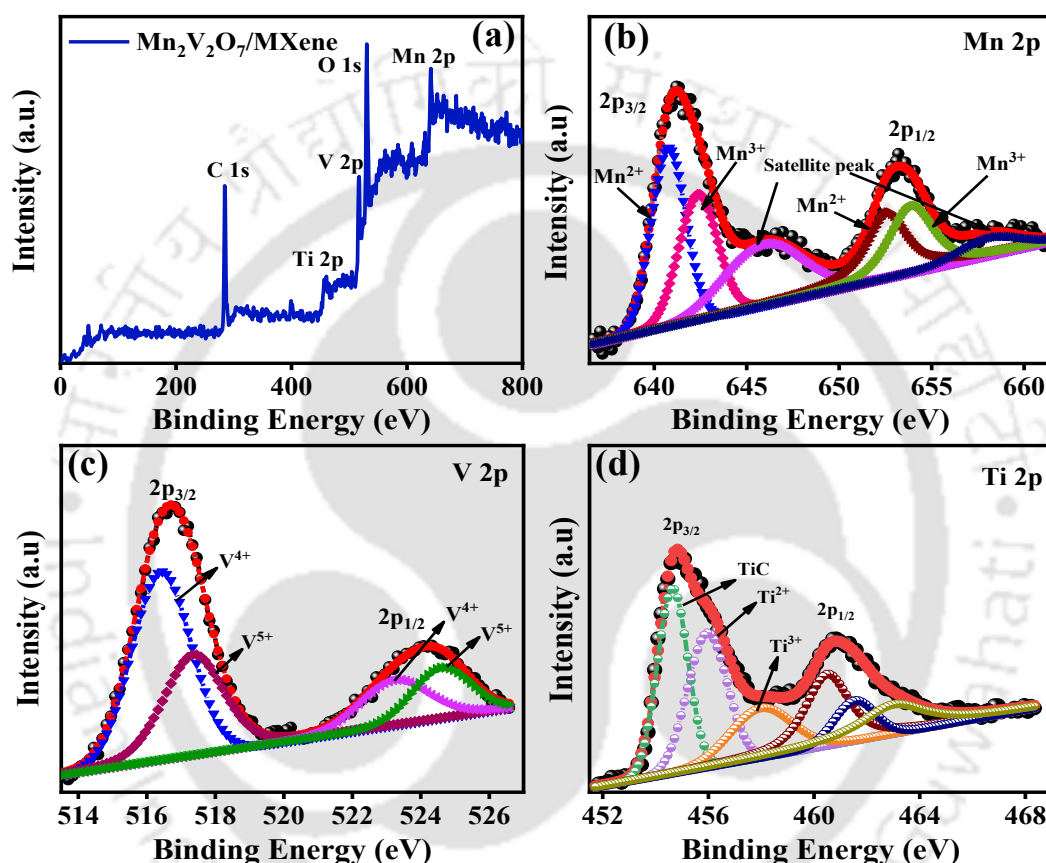 Mn₂V₂O₇/MXene
(a)
O 1s
Mn 2p
V 2p
C 1s
Ti 2p
Intensity (a.u.)
0 200 400 600 800
Binding Energy (eV)
(b)
Mn 2p
2p₃/₂
2p₁/₂
Mn³⁺
Mn³⁺
Satellite peak
Mn²⁺
Mn²⁺
Intensity (a.u)
640 645 650 655 660
Binding Energy (eV)
(c)
V 2p
2p₃/₂
V⁴⁺
V⁵⁺
2p₁/₂
V⁴⁺
V⁵⁺
Intensity (a.u)
514 516 518 520 522 524 526
Binding Energy (eV)
(d)
Ti 2p
2p₃/₂
TiC
Ti²⁺
2p₁/₂
Ti³⁺
Intensity (a.u)
452 456 460 464 468
Binding Energy (eV)